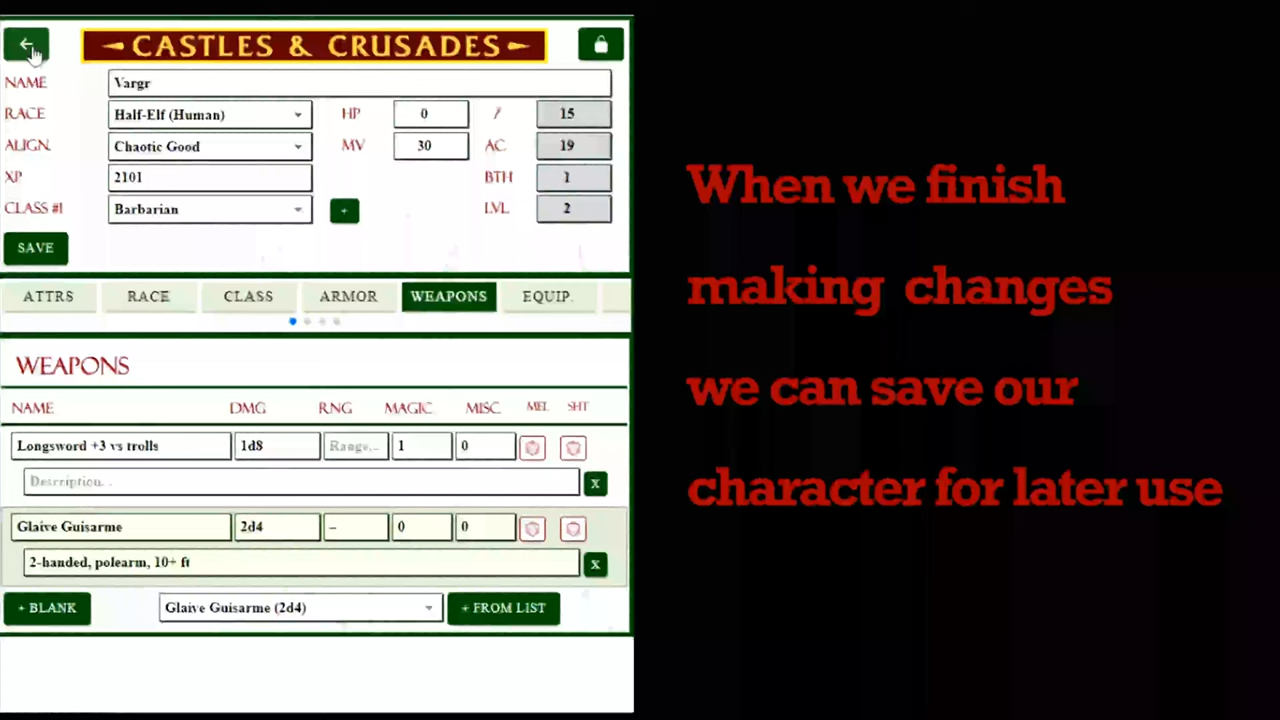 CASTLES & CRUSADES
NAME Vargr
RACE Half-Elf (Human) HP 0 / 15
ALIGN. Chaotic Good MV 30 AC 19
XP 2101 BTH 1
CLASS #1 Barbarian + LVL 2
SAVE
ATTRS RACE CLASS ARMOR WEAPONS EQUIP.
WEAPONS
NAME DMG RNG MAGIC MISC MEL SHT
Longsword +3 vs trolls 1d8 Range... 1 0
Description... X
Glaive Guisarme 2d4 – 0 0
2-handed, polearm, 10+ ft X
+ BLANK Glaive Guisarme (2d4) + FROM LIST
When we finish
making changes
we can save our
character for later use